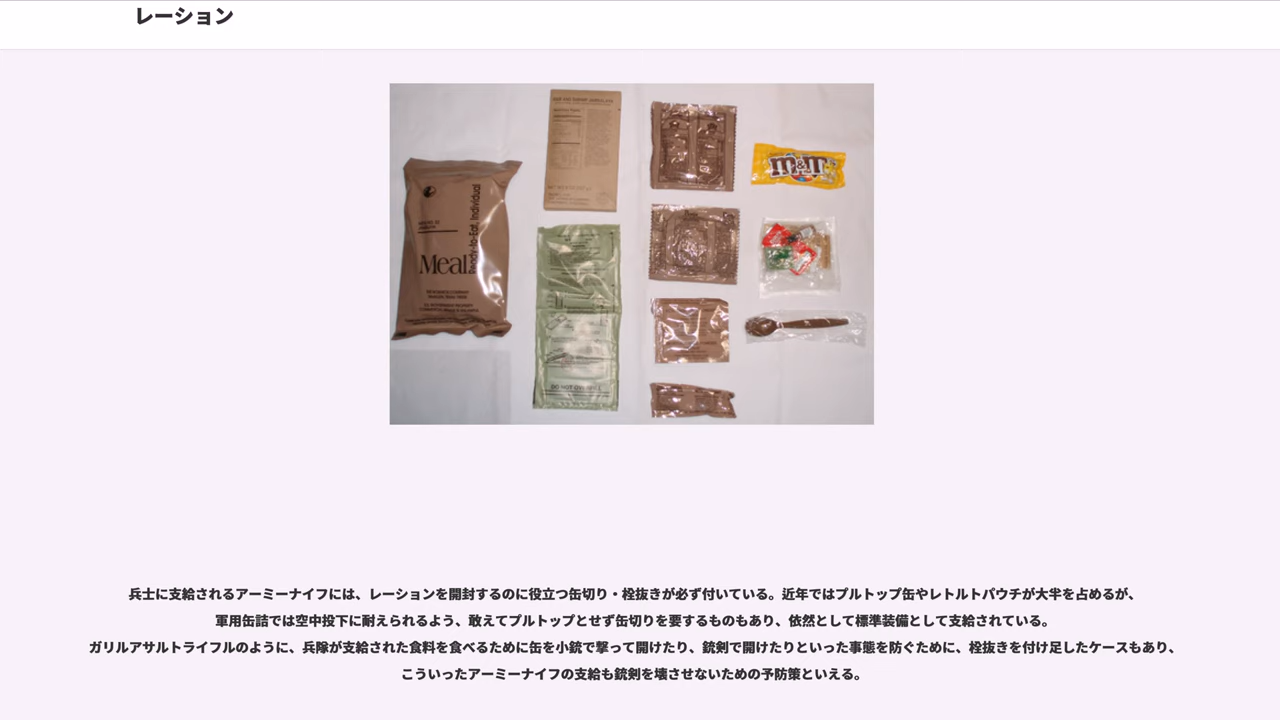 レーション
m&m's
Meal
Ready-to-Eat, Individual
DO NOT OVERFILL
兵士に支給されるアーミーナイフには、レーションを開封するのに役立つ缶切り・栓抜きが必ず付いている。近年ではプルトップ缶やレトルトパウチが大半を占めるが、
軍用缶詰では空中投下に耐えられるよう、敢えてプルトップとせず缶切りを要するものもあり、依然として標準装備として支給されている。
ガリルアサルトライフルのように、兵隊が支給された食料を食べるために缶を小銃で撃って開けたり、銃剣で開けたりといった事態を防ぐために、栓抜きを付け足したケースもあり、
こういったアーミーナイフの支給も銃剣を壊させないための予防策といえる。